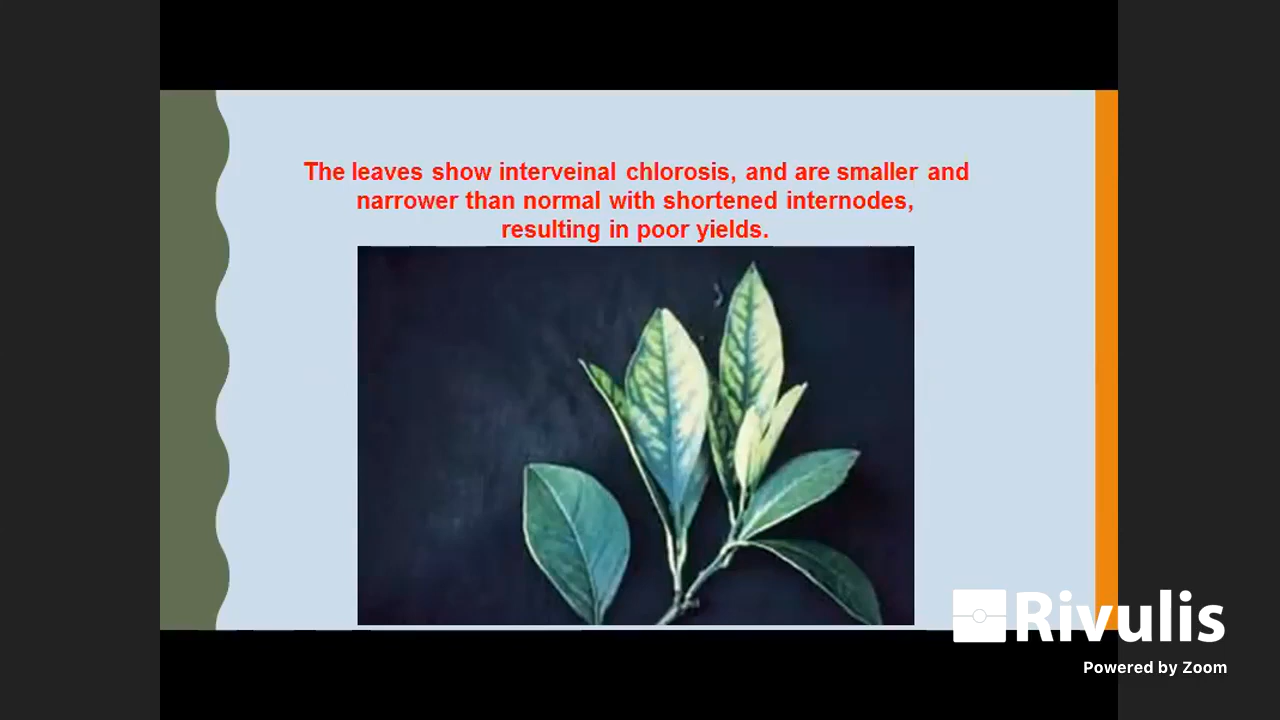 The leaves show interveinal chlorosis, and are smaller and
narrower than normal with shortened internodes,
resulting in poor yields.
Rivulis
Powered by Zoom